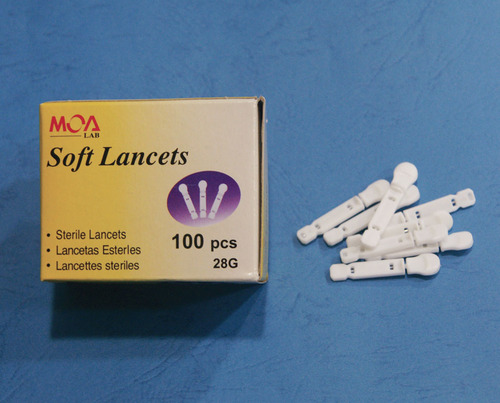 MOA
LAB
Soft Lancets
• Sterile Lancets
• Lancetas Esterles
• Lancettes steriles
100 pcs
28G